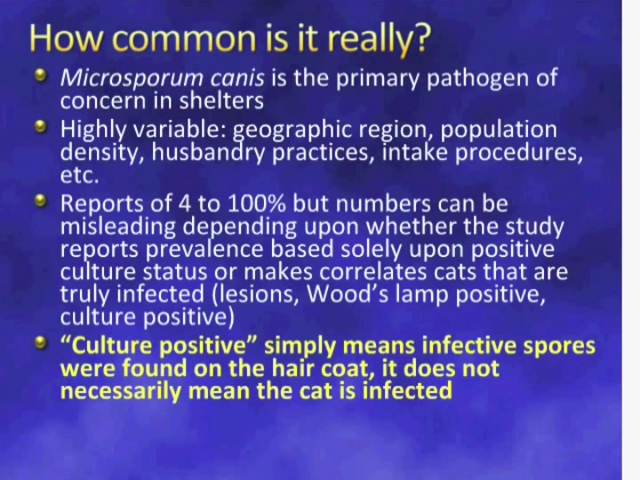 How common is it really?
Microsporum canis is the primary pathogen of
concern in shelters
Highly variable: geographic region, population
density, husbandry practices, intake procedures,
etc.
Reports of 4 to 100% but numbers can be
misleading depending upon whether the study
reports prevalence based solely upon positive
culture status or makes correlates cats that are
truly infected (lesions, Wood’s lamp positive,
culture positive)
“Culture positive” simply means infective spores
were found on the hair coat, it does not
necessarily mean the cat is infected